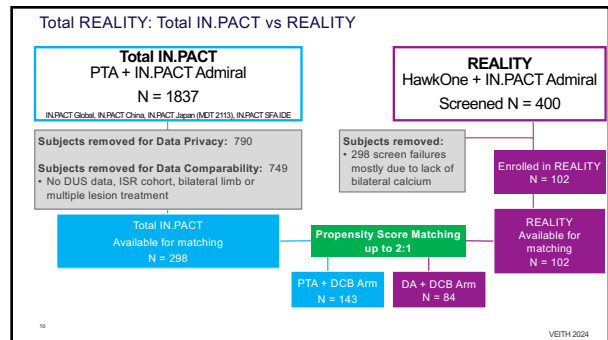 Total REALITY: Total IN.PACT vs REALITY
Total IN.PACT
PTA + IN.PACT Admiral
N = 1837
IN.PACT Global, IN.PACT China, IN.PACT Japan (MDT 2113), IN.PACT SFA IDE
REALITY
HawkOne + IN.PACT Admiral
Screened N = 400
Subjects removed for Data Privacy: 790
Subjects removed for Data Comparability: 749
• No DUS data, ISR cohort, bilateral limb or
multiple lesion treatment
Subjects removed:
• 298 screen failures
mostly due to lack of
bilateral calcium
Enrolled in REALITY
N = 102
Total IN.PACT
Available for matching
N = 298
Propensity Score Matching
up to 2:1
REALITY
Available for
matching
N = 102
PTA + DCB Arm
N = 143
DA + DCB Arm
N = 84
10
VEITH 2024